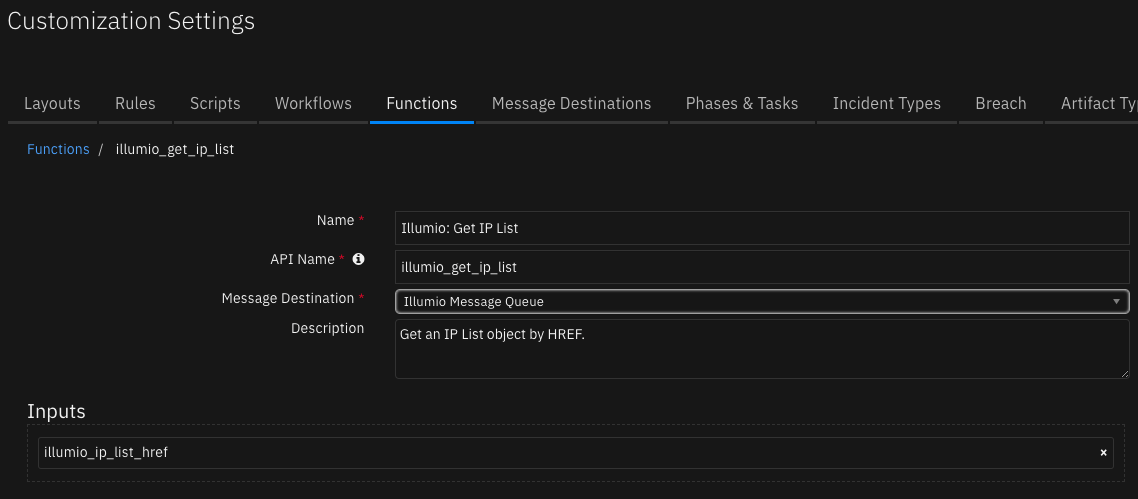 Customization Settings
Layouts Rules Scripts Workflows Functions Message Destinations Phases & Tasks Incident Types Breach Artifact Ty
Functions / illumio_get_ip_list
Name * Illumio: Get IP List
API Name * illumio_get_ip_list
Message Destination * Illumio Message Queue
Description Get an IP List object by HREF.
Inputs
illumio_ip_list_href ×